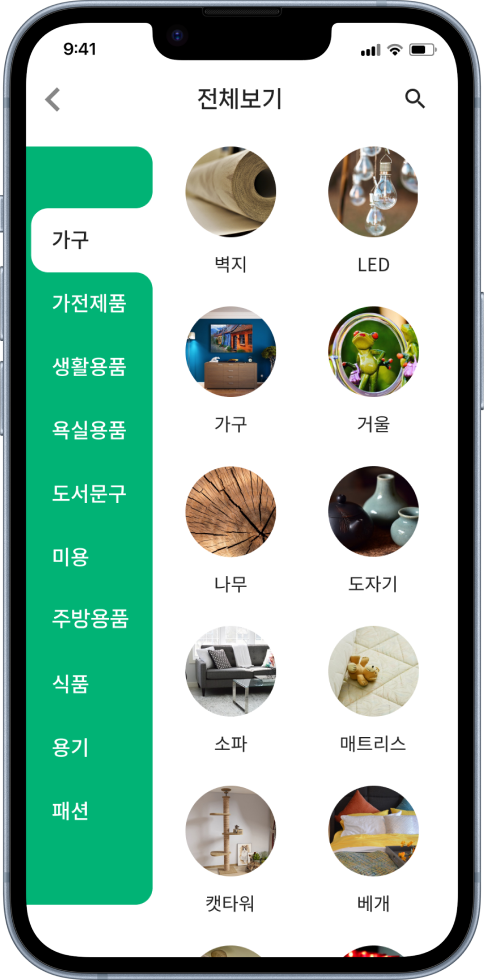 9:41
전체보기
가구
가전제품
생활용품
욕실용품
도서문구
미용
주방용품
식품
용기
패션
벽지
LED
가구
거울
나무
도자기
소파
매트리스
캣타워
베개